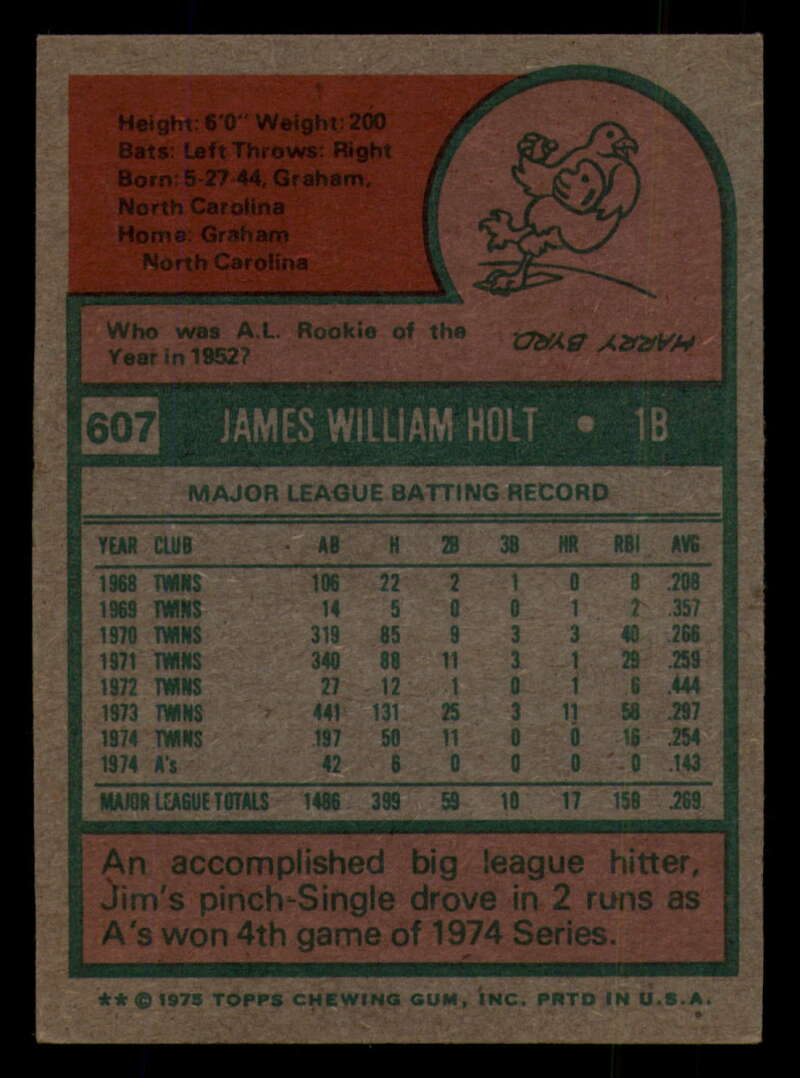 Height: 6'0" Weight: 200
Bats: Left Throws: Right
Born: 5-27-44, Graham,
North Carolina
Home: Graham
North Carolina
Who was A.L. Rookie of the
Year in 1952?
HARRY BYRD.
607 JAMES WILLIAM HOLT • 1B
MAJOR LEAGUE BATTING RECORD
YEAR CLUB AB H 2B 3B HR RBI AVG
1968 TWINS 106 22 2 1 0 8 .208
1969 TWINS 14 5 0 0 1 2 .357
1970 TWINS 319 85 9 3 3 40 .266
1971 TWINS 340 88 11 3 1 29 .259
1972 TWINS 27 12 1 0 1 6 .444
1973 TWINS 441 131 25 3 11 58 .297
1974 TWINS 197 50 11 0 0 16 .254
1974 A's 42 6 0 0 0 0 .143
MAJOR LEAGUE TOTALS 1486 399 59 10 17 159 .269
An accomplished big league hitter,
Jim's pinch-Single drove in 2 runs as
A's won 4th game of 1974 Series.
** © 1975 TOPPS CHEWING GUM, INC. PRTD IN U.S.A.